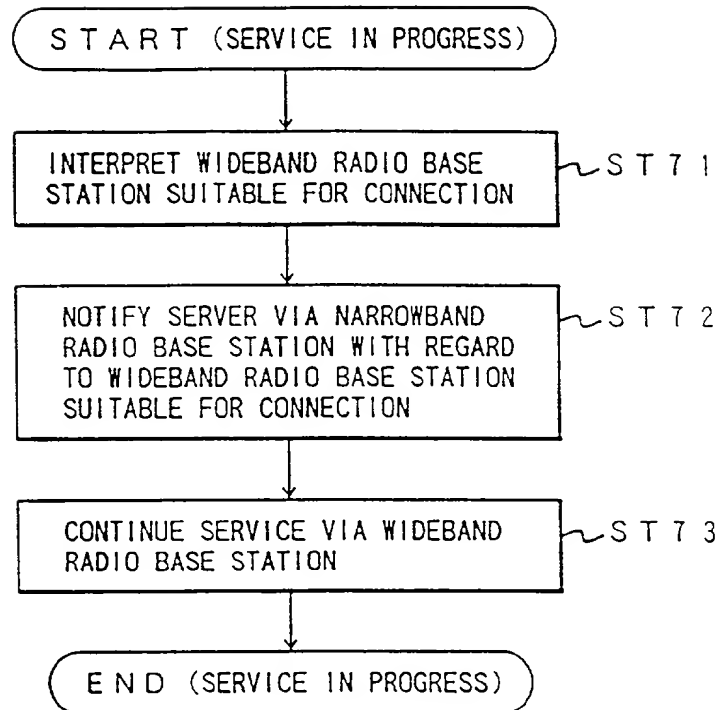 START (SERVICE IN PROGRESS)
INTERPRET WIDEBAND RADIO BASE
STATION SUITABLE FOR CONNECTION
ST71
NOTIFY SERVER VIA NARROWBAND
RADIO BASE STATION WITH REGARD
TO WIDEBAND RADIO BASE STATION
SUITABLE FOR CONNECTION
ST72
CONTINUE SERVICE VIA WIDEBAND
RADIO BASE STATION
ST73
END (SERVICE IN PROGRESS)